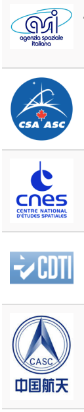 asi
agenzia spaziale
italiana
CSA ASC
cnes
CENTRE NATIONAL
D'ÉTUDES SPATIALES
CDTI
CASC
中国航天